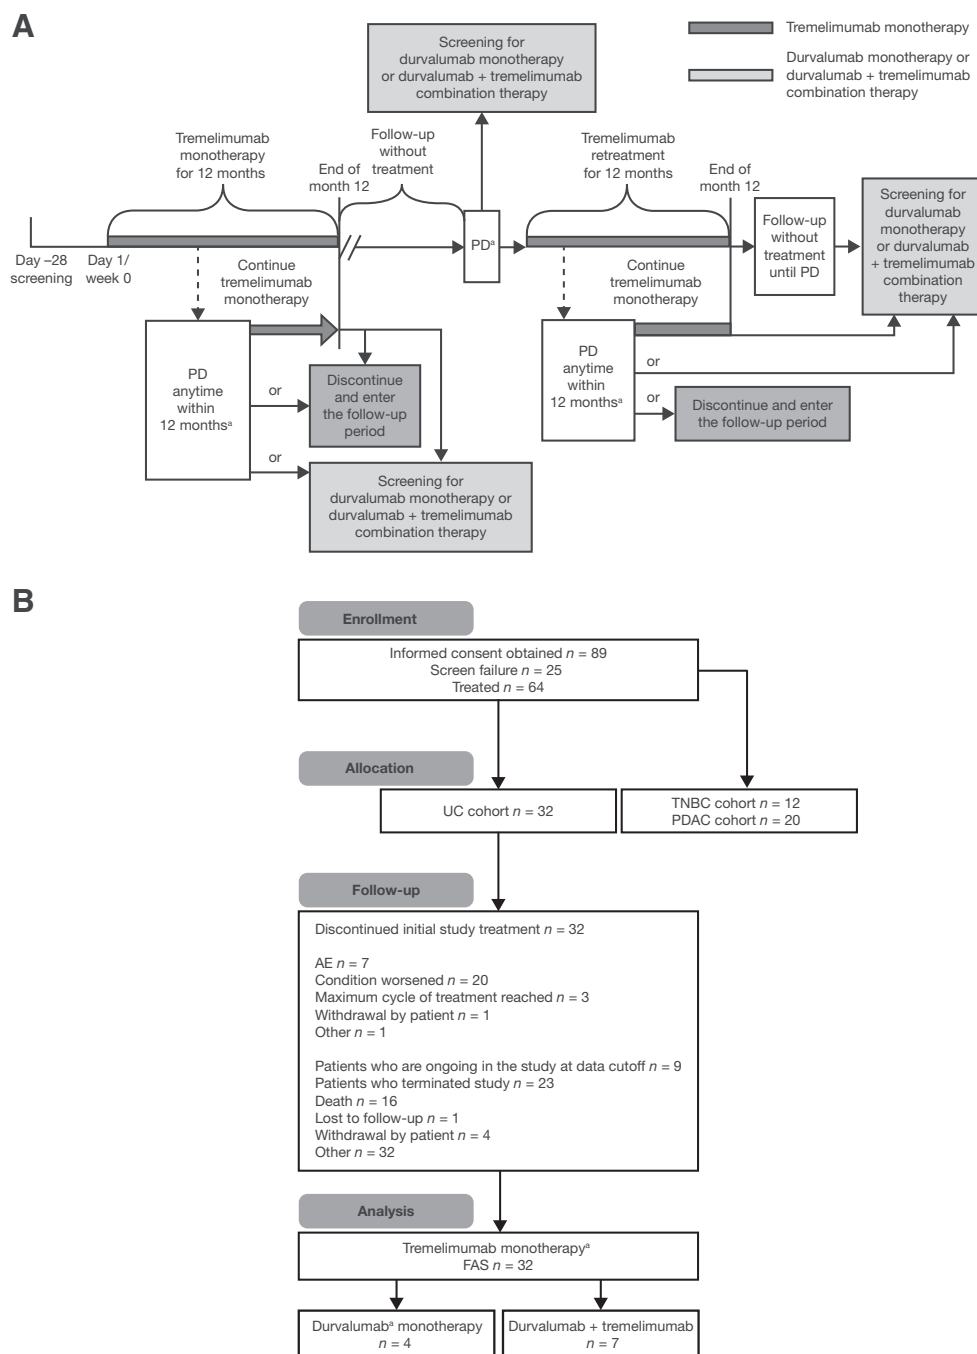 A
Tremelimumab monotherapy
Durvalumab monotherapy or
durvalumab + tremelimumab
combination therapy
Screening for
durvalumab monotherapy
or durvalumab + tremelimumab
combination therapy
Tremelimumab
monotherapy
for 12 months
End of
month 12
Follow-up
without
treatment
Tremelimumab
retreatment
for 12 months
End of
month 12
Day –28
screening
Day 1/
week 0
PDᵃ
Follow-up
without
treatment
until PD
Screening for
durvalumab
monotherapy
or durvalumab
+ tremelimumab
combination
therapy
Continue
tremelimumab
monotherapy
PD
anytime
within
12 monthsᵃ
or
Discontinue
and enter
the follow-up
period
or
Screening for
durvalumab monotherapy or
durvalumab + tremelimumab
combination therapy
Continue
tremelimumab
monotherapy
PD
anytime
within
12 monthsᵃ
or
or
Discontinue and enter
the follow-up period
B
Enrollment
Informed consent obtained n = 89
Screen failure n = 25
Treated n = 64
Allocation
UC cohort n = 32
TNBC cohort n = 12
PDAC cohort n = 20
Follow-up
Discontinued initial study treatment n = 32
AE n = 7
Condition worsened n = 20
Maximum cycle of treatment reached n = 3
Withdrawal by patient n = 1
Other n = 1
Patients who are ongoing in the study at data cutoff n = 9
Patients who terminated study n = 23
Death n = 16
Lost to follow-up n = 1
Withdrawal by patient n = 4
Other n = 32
Analysis
Tremelimumab monotherapyᵃ
FAS n = 32
Durvalumabᵃ monotherapy
n = 4
Durvalumab + tremelimumab
n = 7